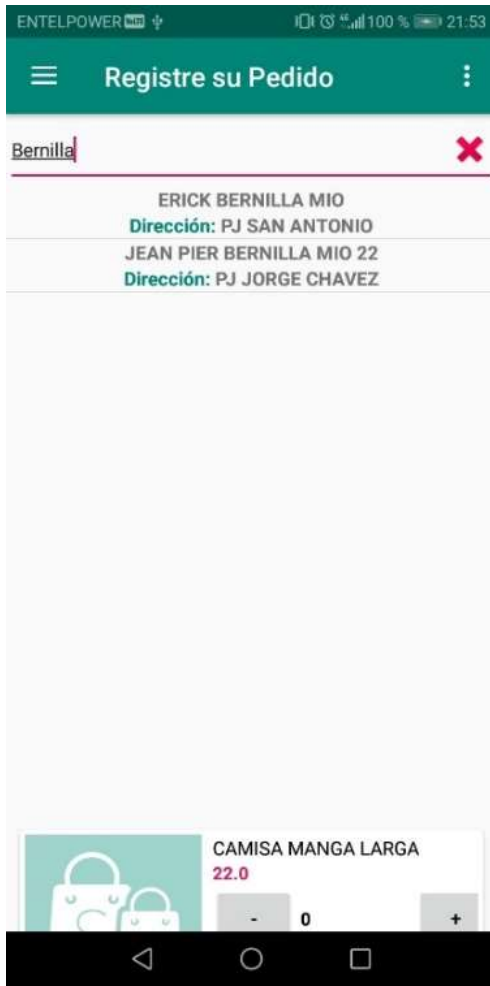 ENTELPOWER 100 % 21:53
Registre su Pedido
Bernilla
ERICK BERNILLA MIO
Dirección: PJ SAN ANTONIO
JEAN PIER BERNILLA MIO 22
Dirección: PJ JORGE CHAVEZ
CAMISA MANGA LARGA
22.0
- 0 +